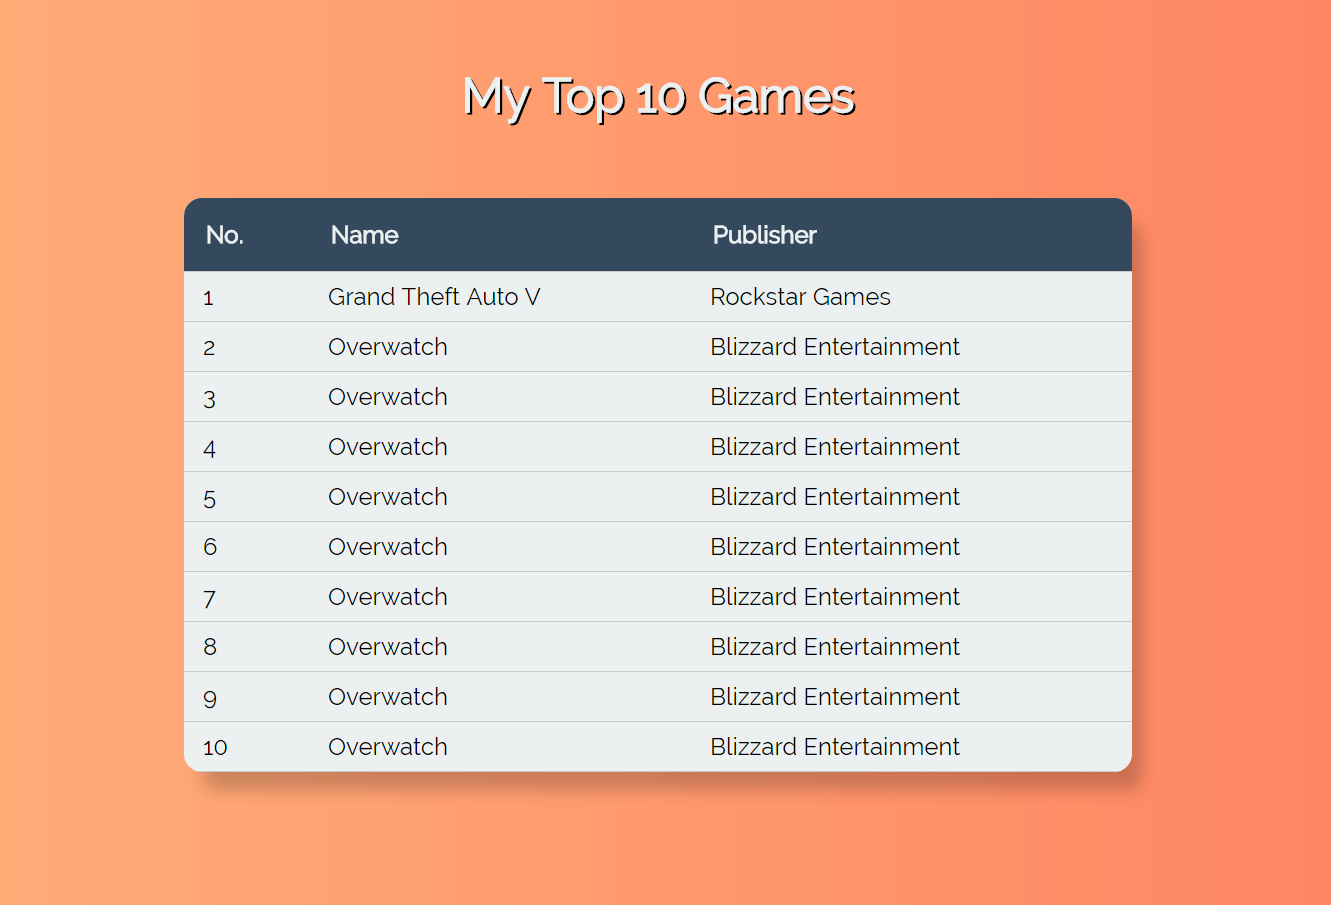 My Top 10 Games
No. Name Publisher
1 Grand Theft Auto V Rockstar Games
2 Overwatch Blizzard Entertainment
3 Overwatch Blizzard Entertainment
4 Overwatch Blizzard Entertainment
5 Overwatch Blizzard Entertainment
6 Overwatch Blizzard Entertainment
7 Overwatch Blizzard Entertainment
8 Overwatch Blizzard Entertainment
9 Overwatch Blizzard Entertainment
10 Overwatch Blizzard Entertainment